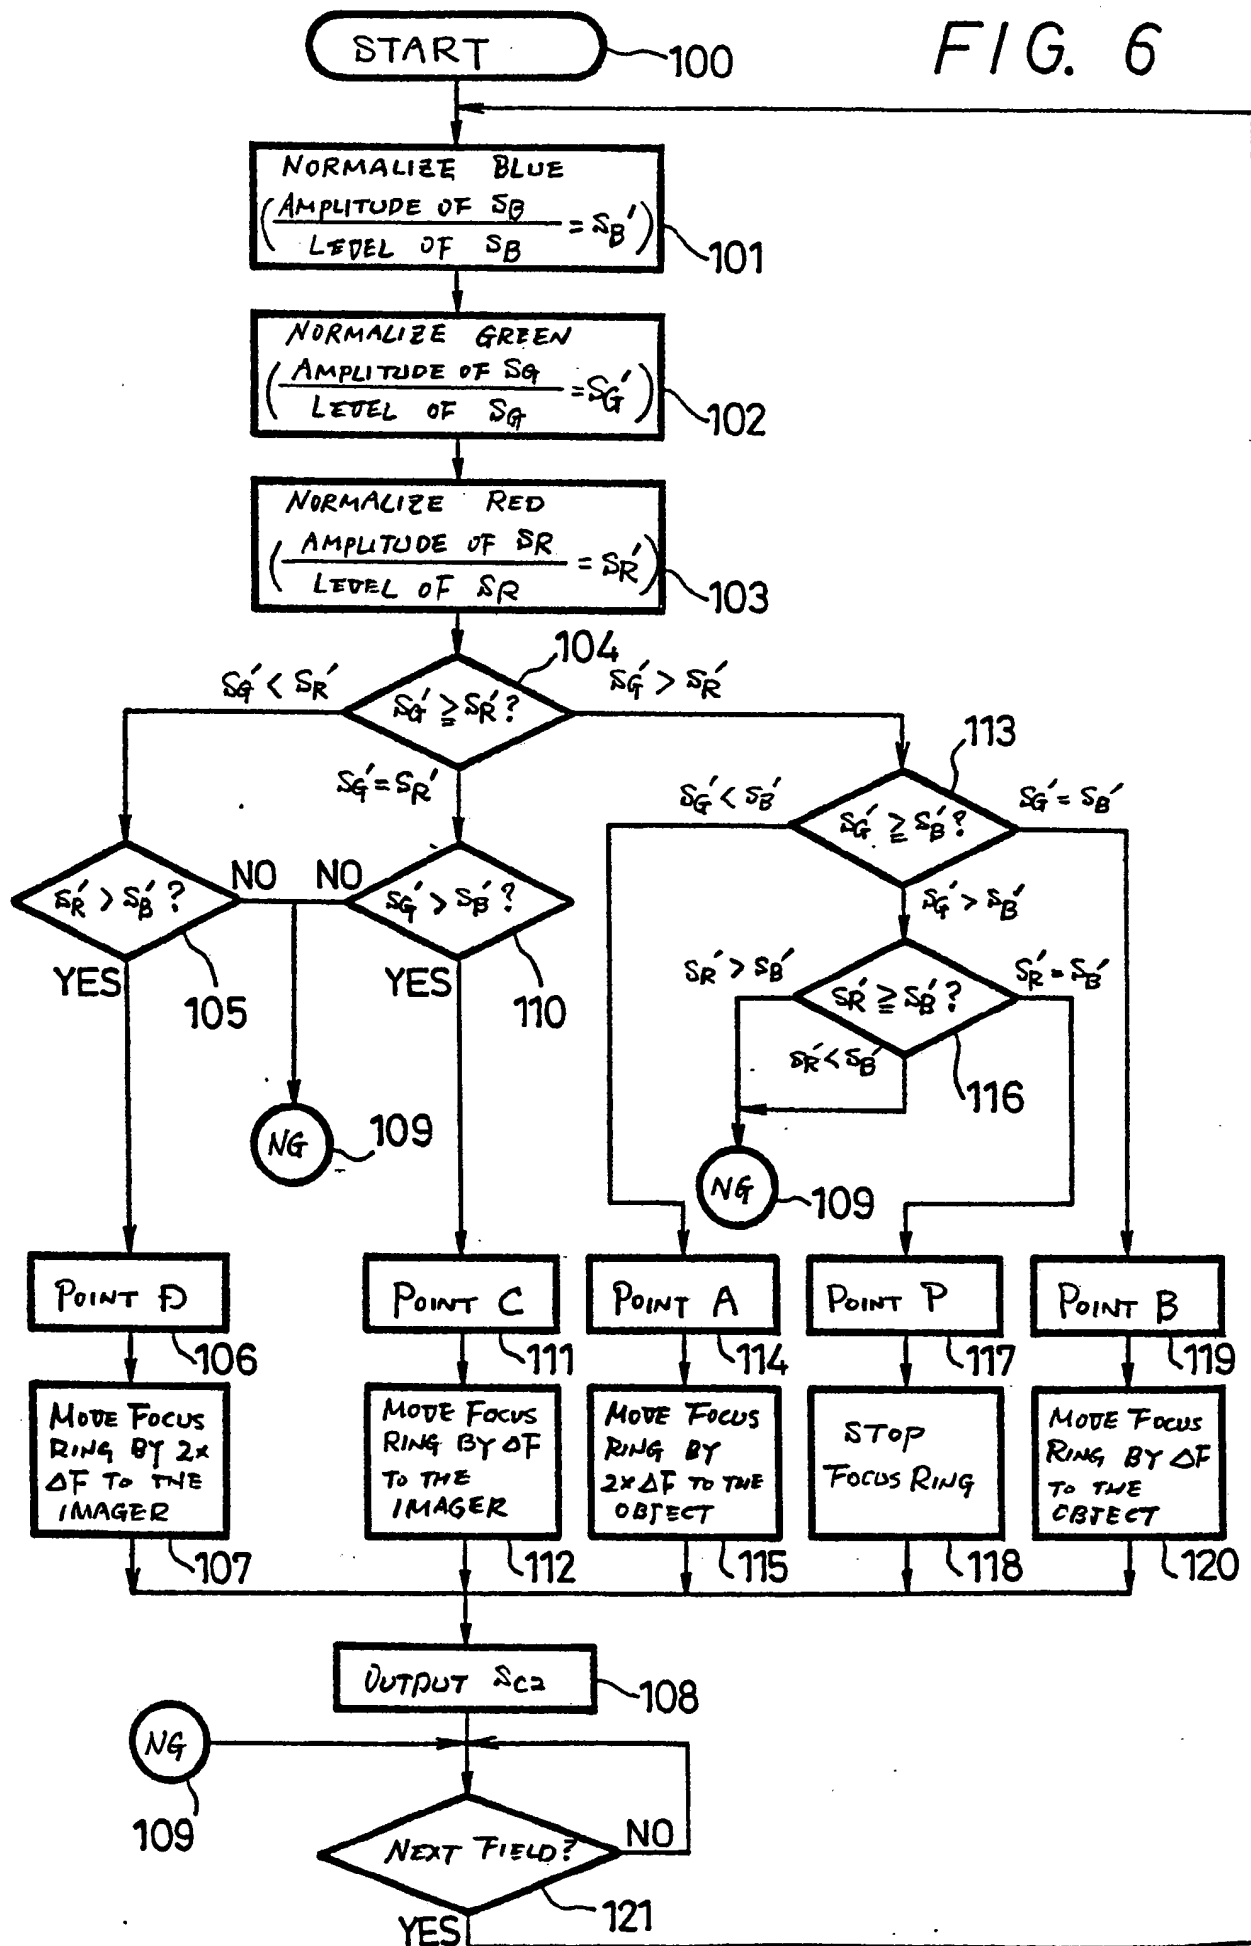 FIG. 6
START
100
NORMALIZE BLUE
(AMPLITUDE OF SB / LEVEL OF SB = SB')
101
NORMALIZE GREEN
(AMPLITUDE OF SG / LEVEL OF SG = SG')
102
NORMALIZE RED
(AMPLITUDE OF SR / LEVEL OF SR = SR')
103
104
SG' < SR'
SG' ≧ SR'?
SG' > SR'
SG' = SR'
113
SG' < SB'
SG' ≧ SB'?
SG' = SB'
SG' > SB'
SR' > SB'?
NO
NO
SG' > SB'?
YES
105
YES
110
SR' > SB'
SR' ≧ SB'?
SR' = SB'
SR' < SB'
116
NG
109
NG
109
POINT D
106
POINT C
111
POINT A
114
POINT P
117
POINT B
119
MOVE FOCUS
RING BY 2×
ΔF TO THE
IMAGER
107
MOVE FOCUS
RING BY ΔF
TO THE
IMAGER
112
MOVE FOCUS
RING BY
2× ΔF TO THE
OBJECT
115
STOP
FOCUS RING
118
MOVE FOCUS
RING BY ΔF
TO THE
OBJECT
120
OUTPUT SC2
108
NG
109
NEXT FIELD?
NO
121
YES